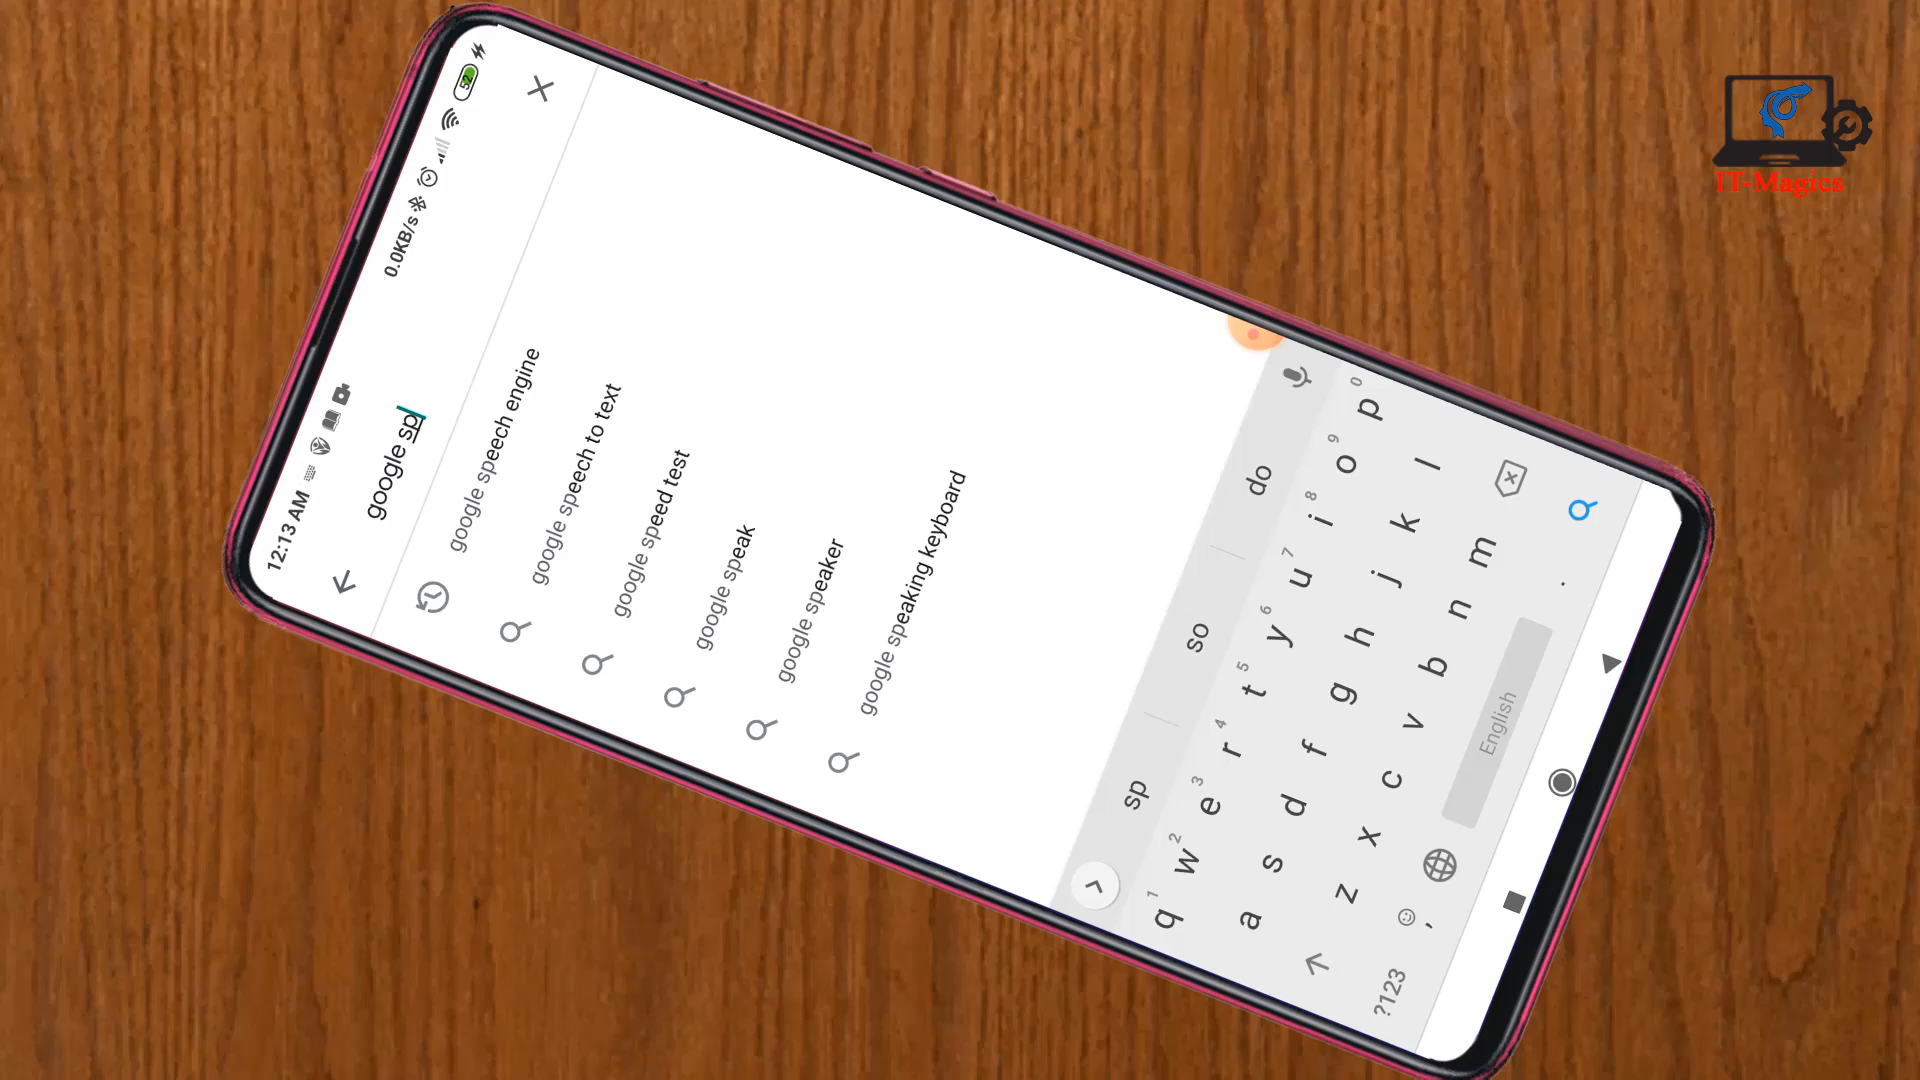 12:13 AM
0.0KB/s
52
google sp
google speech engine
google speech to text
google speed test
google speak
google speaker
google speaking keyboard
sp so do
q 1 w 2 e 3 r 4 t 5 y 6 u 7 i 8 o 9 p 0
a s d f g h j k l
z x c v b n m
?123 , English .
IT-Magics